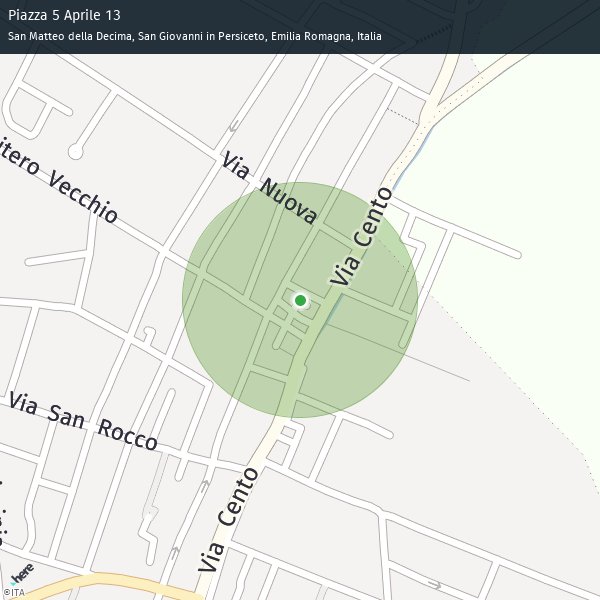 Piazza 5 Aprile 13
San Matteo della Decima, San Giovanni in Persiceto, Emilia Romagna, Italia
Via Nuova
itero Vecchio
Via Cento
Via San Rocco
Via Cento
here
©ITA